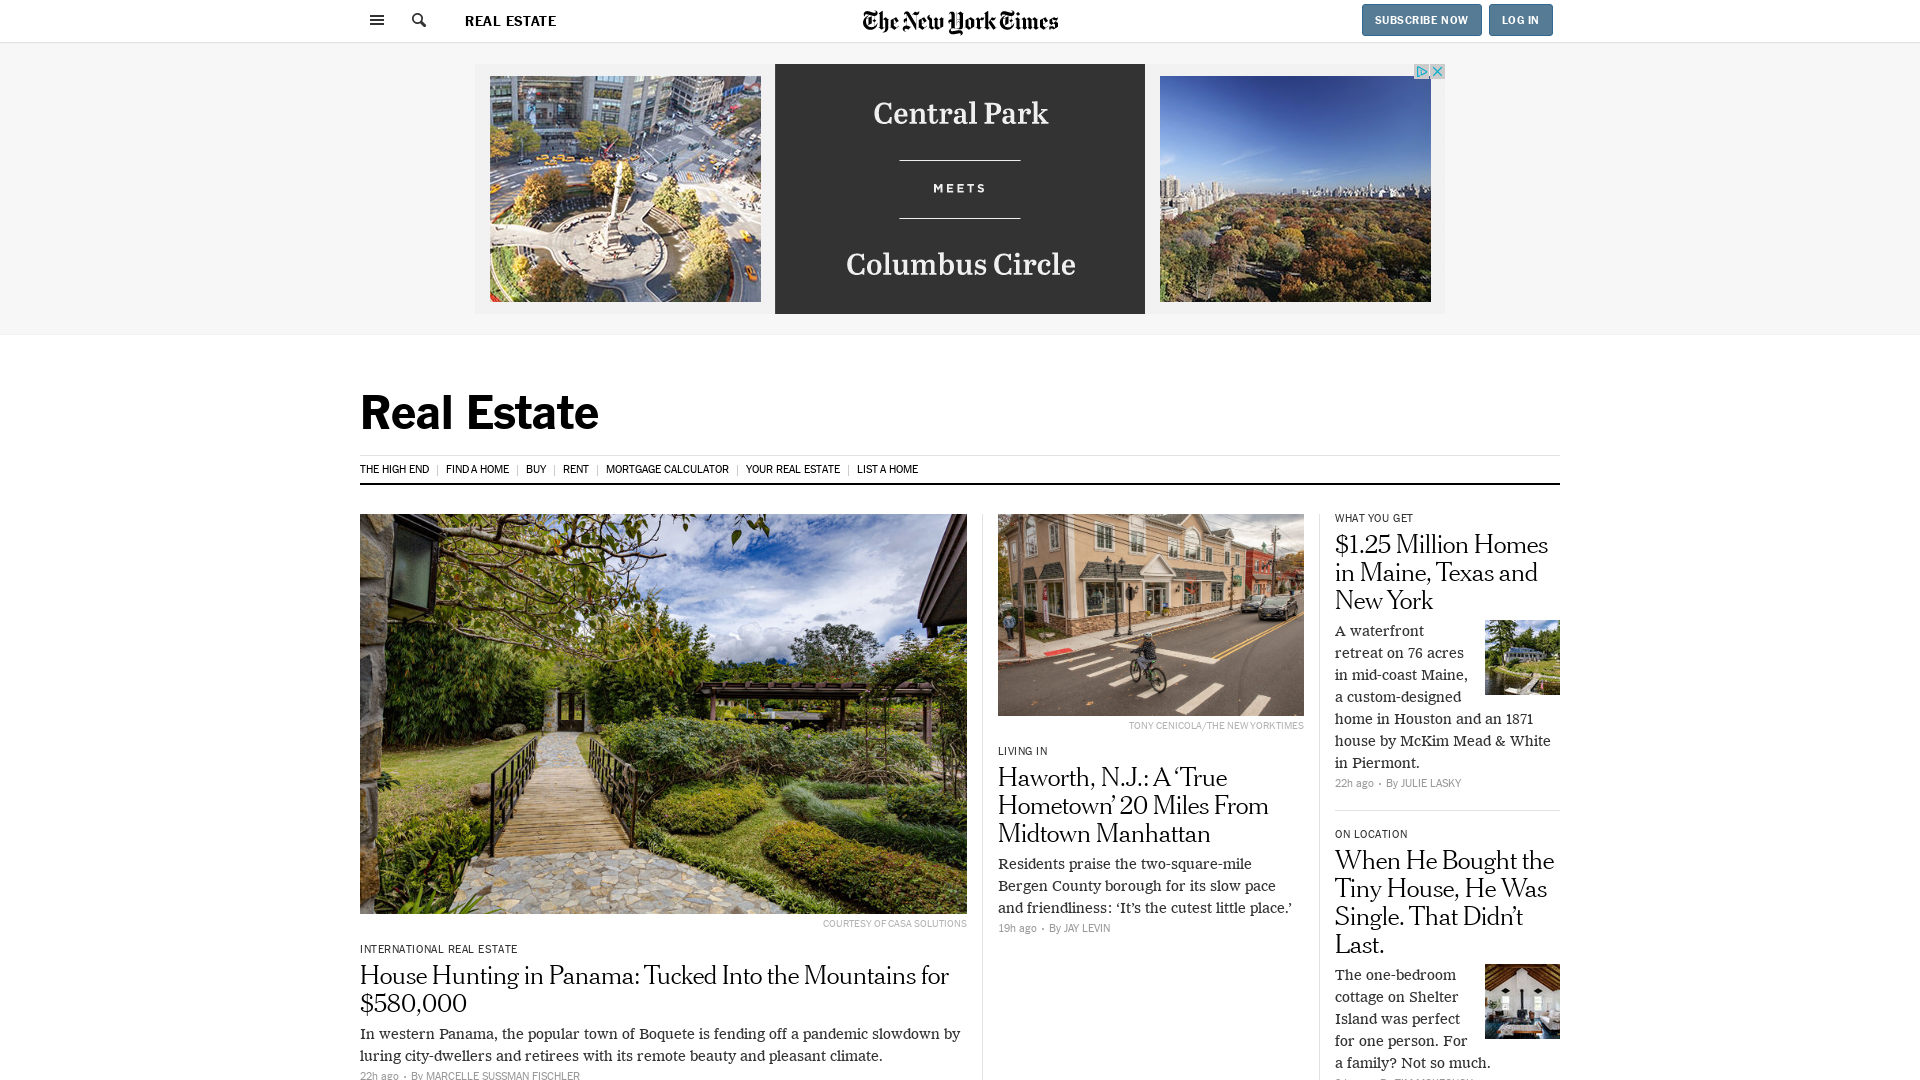 REAL ESTATE
The New York Times
SUBSCRIBE NOW
LOG IN
Central Park
MEETS
Columbus Circle
Real Estate
THE HIGH END
FIND A HOME
BUY
RENT
MORTGAGE CALCULATOR
YOUR REAL ESTATE
LIST A HOME
COURTESY OF CASA SOLUTIONS
INTERNATIONAL REAL ESTATE
House Hunting in Panama: Tucked Into the Mountains for
$580,000
In western Panama, the popular town of Boquete is fending off a pandemic slowdown by
luring city-dwellers and retirees with its remote beauty and pleasant climate.
22h ago · By MARCELLE SUSSMAN FISCHLER
TONY CENICOLA/THE NEW YORK TIMES
LIVING IN
Haworth, N.J.: A ‘True
Hometown’ 20 Miles From
Midtown Manhattan
Residents praise the two-square-mile
Bergen County borough for its slow pace
and friendliness: ‘It’s the cutest little place.’
19h ago · By JAY LEVIN
WHAT YOU GET
$1.25 Million Homes
in Maine, Texas and
New York
A waterfront
retreat on 76 acres
in mid-coast Maine,
a custom-designed
home in Houston and an 1871
house by McKim Mead & White
in Piermont.
22h ago · By JULIE LASKY
ON LOCATION
When He Bought the
Tiny House, He Was
Single. That Didn’t
Last.
The one-bedroom
cottage on Shelter
Island was perfect
for one person. For
a family? Not so much.